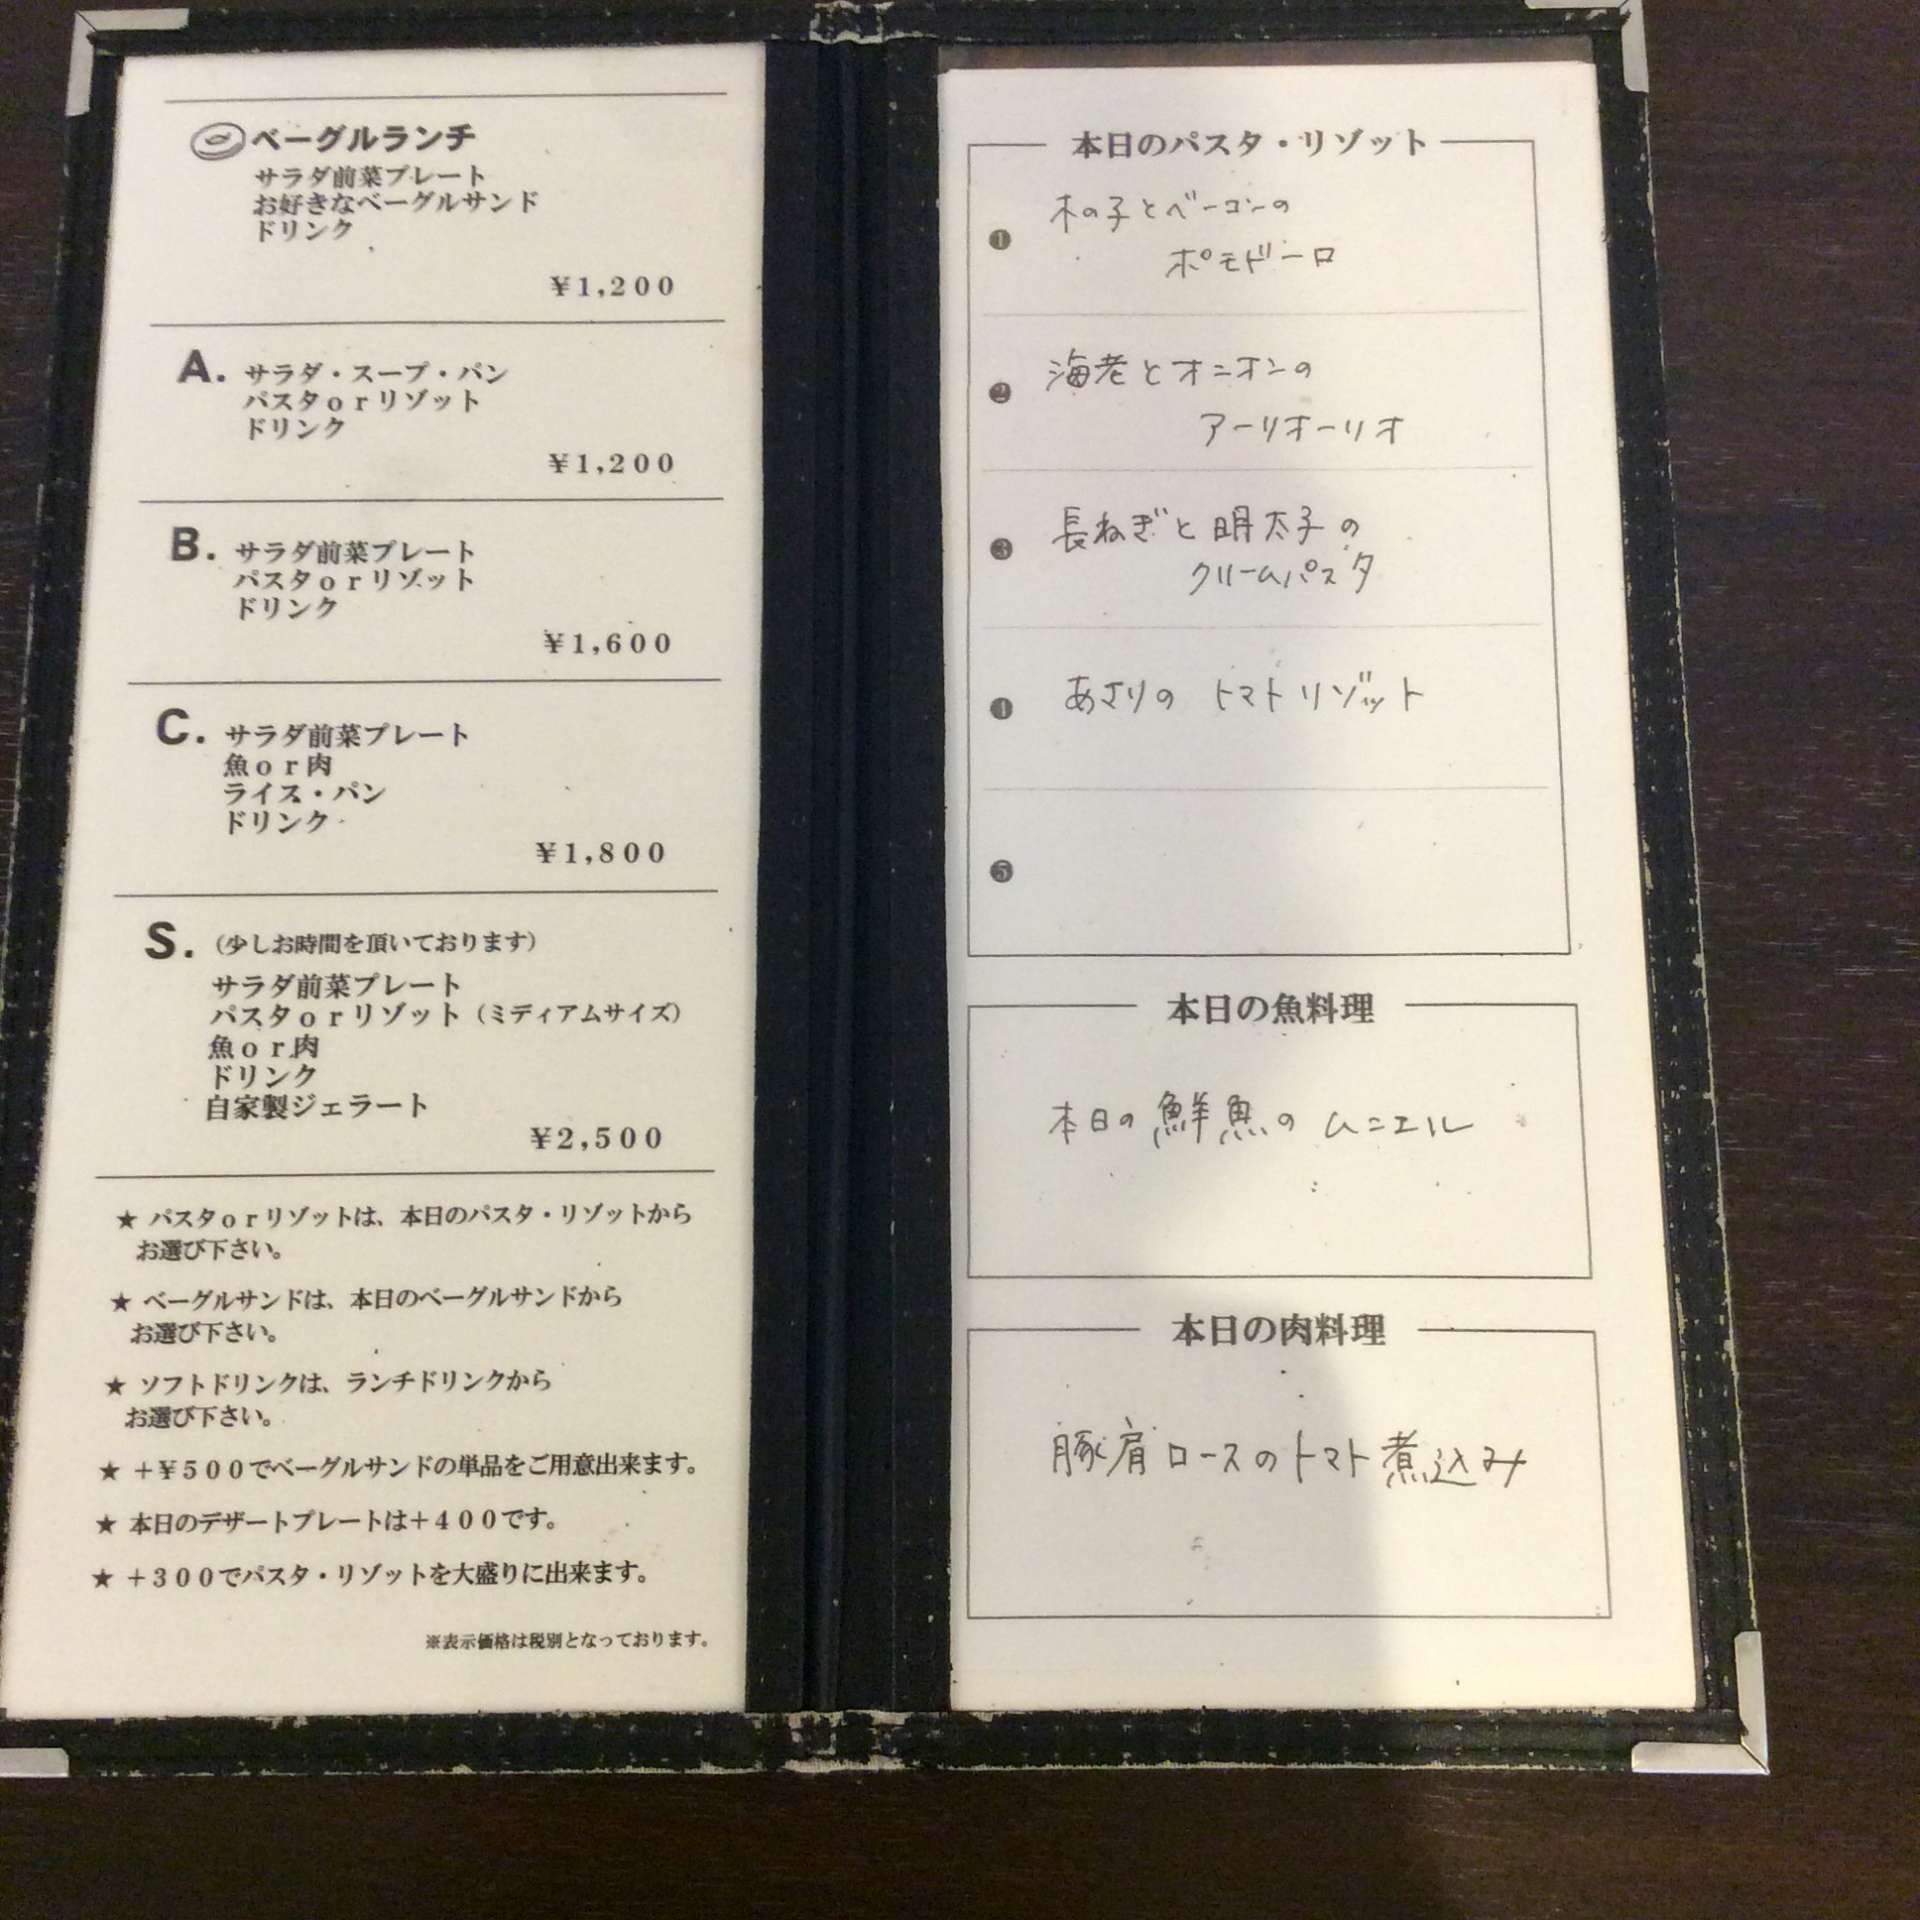 ベーグルランチ
サラダ前菜プレート
お好きなベーグルサンド
ドリンク
¥1,200
A. サラダ・スープ・パン
パスタorリゾット
ドリンク
¥1,200
B. サラダ前菜プレート
パスタorリゾット
ドリンク
¥1,600
C. サラダ前菜プレート
魚or肉
ライス・パン
ドリンク
¥1,800
S. (少しお時間を頂いております)
サラダ前菜プレート
パスタorリゾット(ミディアムサイズ)
魚or肉
ドリンク
自家製ジェラート
¥2,500
★ パスタorリゾットは、本日のパスタ・リゾットから
お選び下さい。
★ ベーグルサンドは、本日のベーグルサンドから
お選び下さい。
★ ソフトドリンクは、ランチドリンクから
お選び下さい。
★ +¥500でベーグルサンドの単品をご用意出来ます。
★ 本日のデザートプレートは+400です。
★ +300でパスタ・リゾットを大盛りに出来ます。
※表示価格は税別となっております。
本日のパスタ・リゾット
❶ 木の子とベーコンの
ポモドーロ
❷ 海老とオニオンの
アーリオーリオ
❸ 長ねぎと明太子の
クリームパスタ
❹ あさりの トマトリゾット
❺
本日の魚料理
本日の鮮魚のムニエル
本日の肉料理
豚肩ロースのトマト煮込み